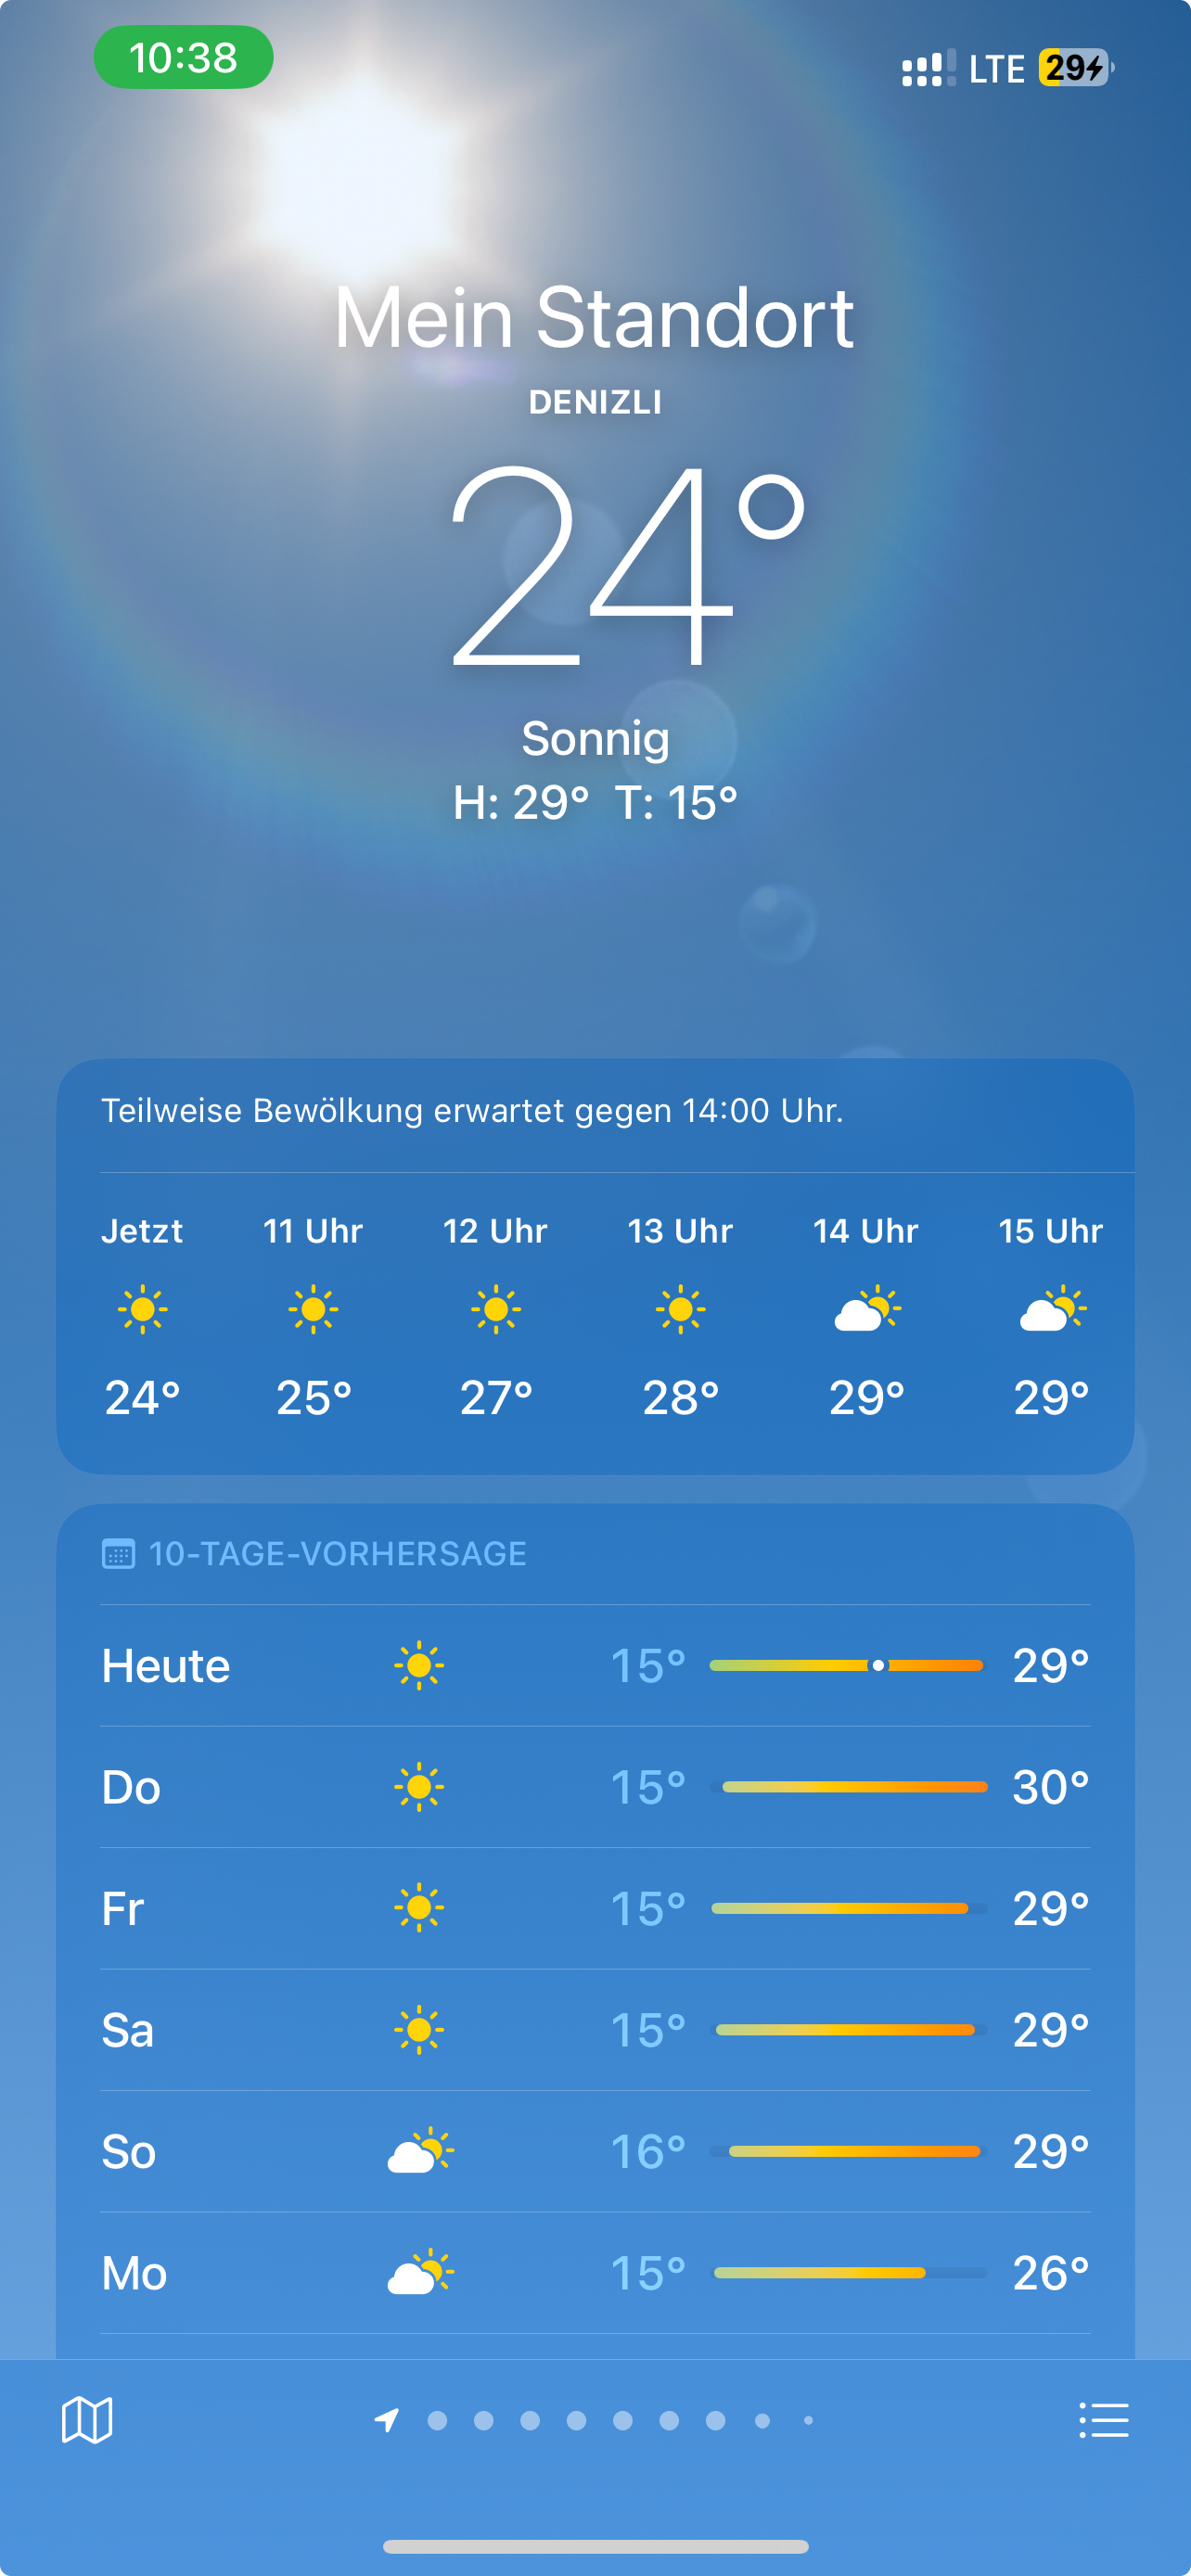 10:38 LTE 29
Mein Standort
DENIZLI
24°
Sonnig
H: 29° T: 15°
Teilweise Bewölkung erwartet gegen 14:00 Uhr.
Jetzt 11 Uhr 12 Uhr 13 Uhr 14 Uhr 15 Uhr
24° 25° 27° 28° 29° 29°
10-TAGE-VORHERSAGE
Heute 15° 29°
Do 15° 30°
Fr 15° 29°
Sa 15° 29°
So 16° 29°
Mo 15° 26°